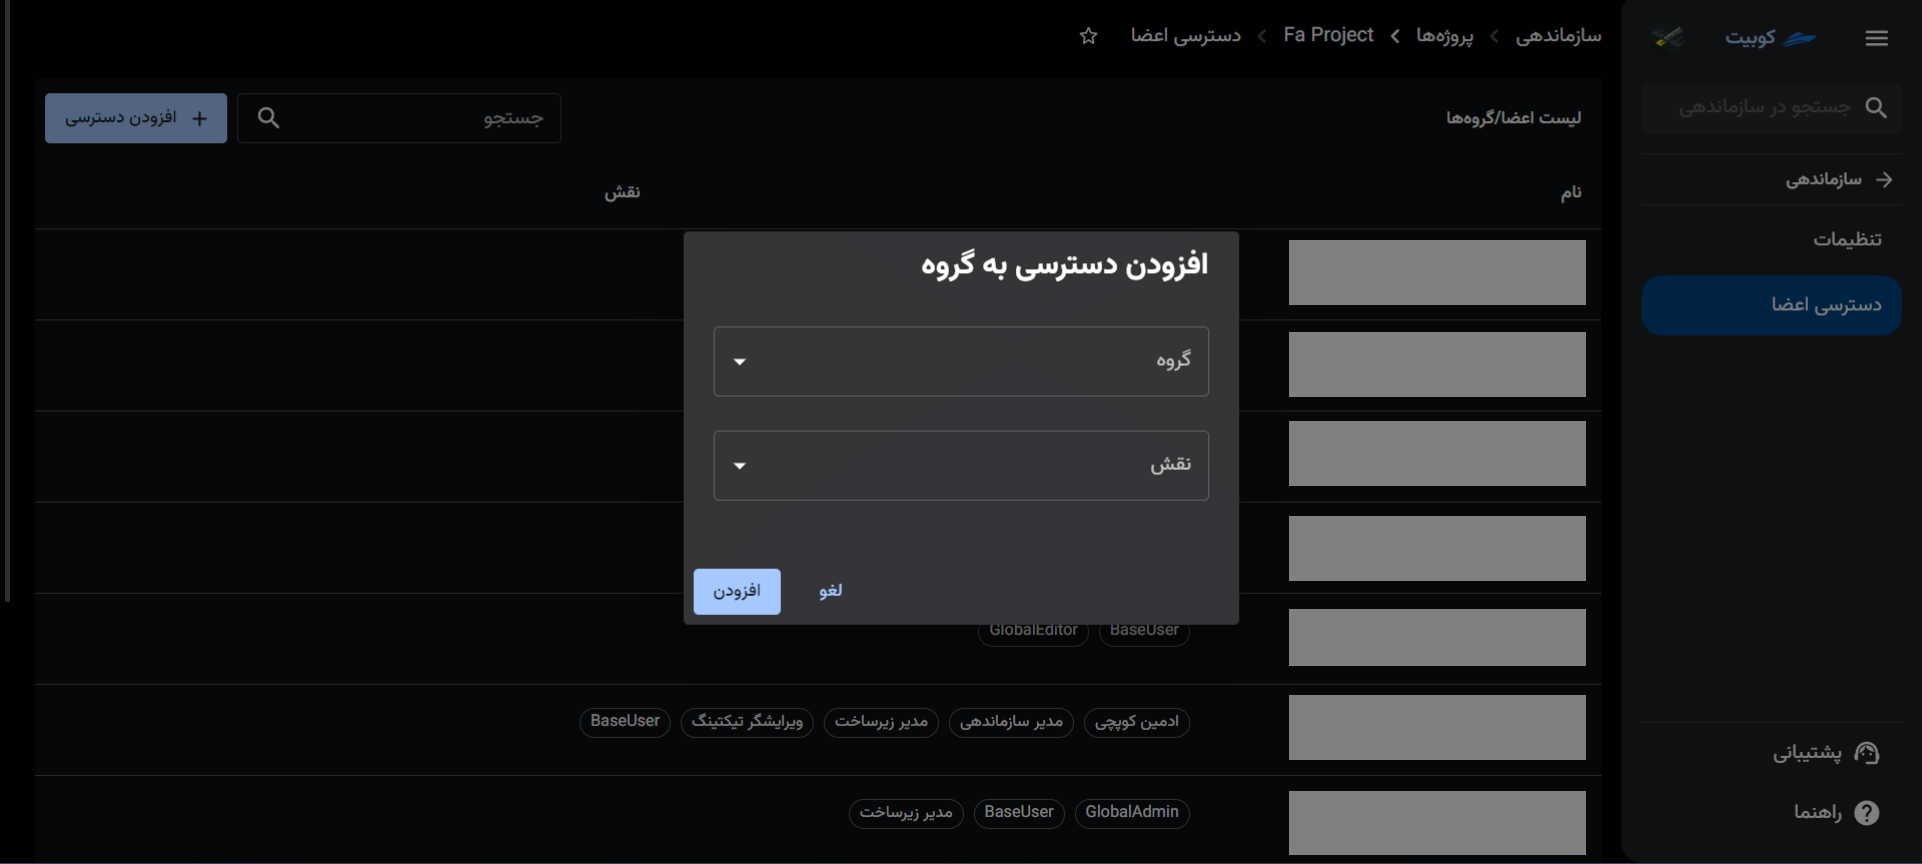 کوبیت
سازماندهی
پروژه‌ها
Fa Project
دسترسی اعضا
جستجو در سازماندهی
سازماندهی
تنظیمات
دسترسی اعضا
پشتیبانی
راهنما
لیست اعضا/گروه‌ها
جستجو
افزودن دسترسی
نام
نقش
افزودن دسترسی به گروه
گروه
نقش
لغو
افزودن
BaseUser GlobalEditor
ادمین کوپچی مدیر سازماندهی مدیر زیرساخت ویرایشگر تیکتینگ BaseUser
GlobalAdmin BaseUser مدیر زیرساخت